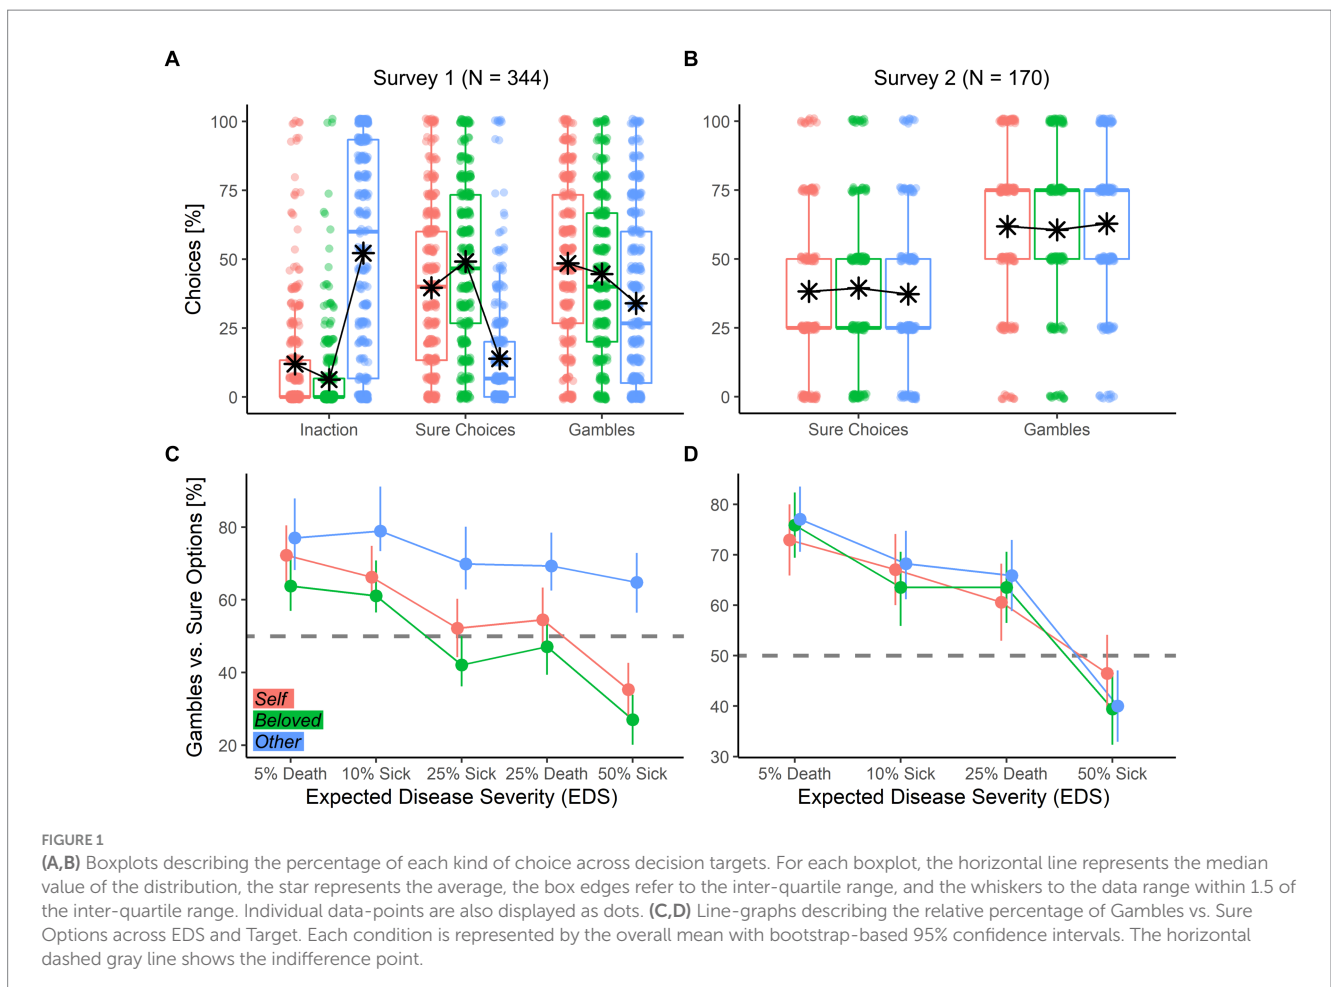 A
Survey 1 (N = 344)
Choices [%]
100
75
50
25
0
Inaction
Sure Choices
Gambles
B
Survey 2 (N = 170)
100
75
50
25
0
Sure Choices
Gambles
C
Gambles vs. Sure Options [%]
80
60
40
20
Self
Beloved
Other
5% Death
10% Sick
25% Sick
25% Death
50% Sick
Expected Disease Severity (EDS)
D
80
70
60
50
40
30
5% Death
10% Sick
25% Death
50% Sick
Expected Disease Severity (EDS)
FIGURE 1
(A,B) Boxplots describing the percentage of each kind of choice across decision targets. For each boxplot, the horizontal line represents the median
value of the distribution, the star represents the average, the box edges refer to the inter-quartile range, and the whiskers to the data range within 1.5 of
the inter-quartile range. Individual data-points are also displayed as dots. (C,D) Line-graphs describing the relative percentage of Gambles vs. Sure
Options across EDS and Target. Each condition is represented by the overall mean with bootstrap-based 95% confidence intervals. The horizontal
dashed gray line shows the indifference point.